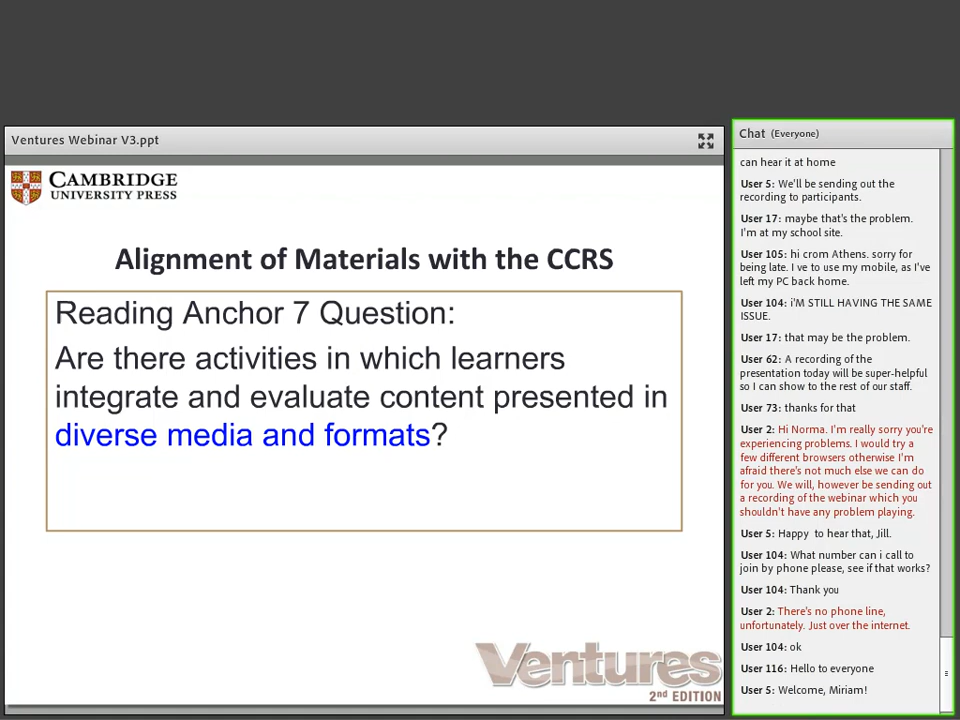 Ventures Webinar V3.ppt
CAMBRIDGE
UNIVERSITY PRESS
Alignment of Materials with the CCRS
Reading Anchor 7 Question:
Are there activities in which learners
integrate and evaluate content presented in
diverse media and formats?
Ventures
2nd EDITION
Chat (Everyone)
can hear it at home
User 5: We'll be sending out the
recording to participants.
User 17: maybe that's the problem.
I'm at my school site.
User 105: hi crom Athens. sorry for
being late. I ve to use my mobile, as I've
left my PC back home.
User 104: i'M STILL HAVING THE SAME
ISSUE.
User 17: that may be the problem.
User 62: A recording of the
presentation today will be super-helpful
so I can show to the rest of our staff.
User 73: thanks for that
User 2: Hi Norma. I'm really sorry you're
experiencing problems. I would try a
few different browsers otherwise I'm
afraid there's not much else we can do
for you. We will, however be sending out
a recording of the webinar which you
shouldn't have any problem playing.
User 5: Happy to hear that, Jill.
User 104: What number can i call to
join by phone please, see if that works?
User 104: Thank you
User 2: There's no phone line,
unfortunately. Just over the internet.
User 104: ok
User 116: Hello to everyone
User 5: Welcome, Miriam!